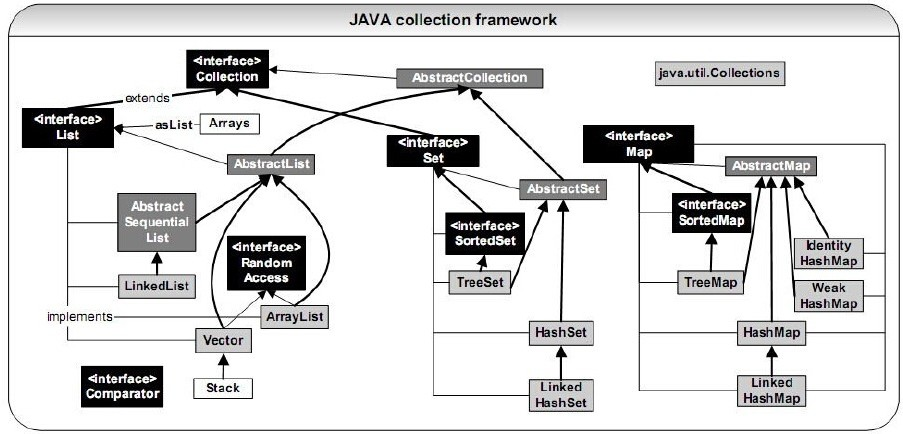 JAVA collection framework
<interface>
Collection
AbstractCollection
java.util.Collections
extends
<interface>
List
asList
Arrays
AbstractList
<interface>
Set
<interface>
Map
AbstractMap
AbstractSet
Abstract
Sequential
List
<interface>
SortedSet
<interface>
SortedMap
<interface>
Random
Access
Identity
HashMap
LinkedList
TreeSet
TreeMap
Weak
HashMap
implements
ArrayList
Vector
HashSet
HashMap
<interface>
Comparator
Stack
Linked
HashSet
Linked
HashMap